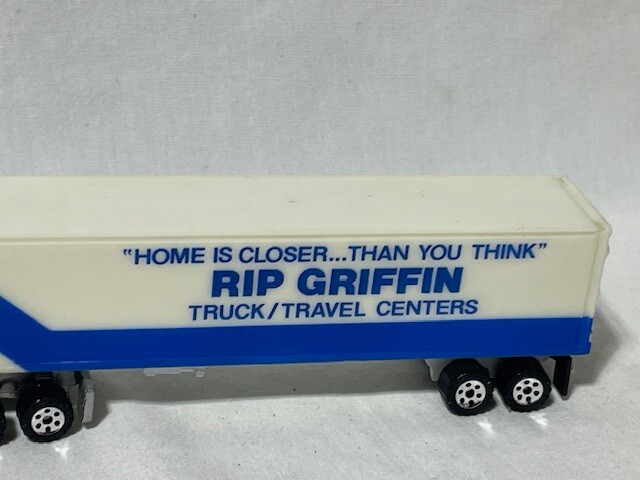 "HOME IS CLOSER...THAN YOU THINK"
RIP GRIFFIN
TRUCK/TRAVEL CENTERS